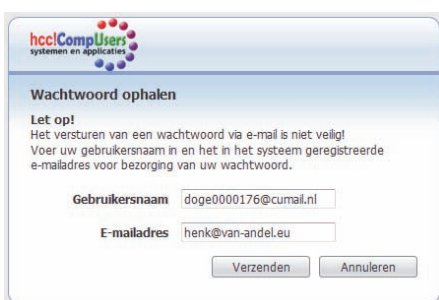 hcc!CompUsers
systemen en applicaties
Wachtwoord ophalen
Let op!
Het versturen van een wachtwoord via e-mail is niet veilig!
Voer uw gebruikersnaam in en het in het systeem geregistreerde
e-mailadres voor bezorging van uw wachtwoord.
Gebruikersnaam doge0000176@cumail.nl
E-mailadres henk@van-andel.eu
Verzenden Annuleren